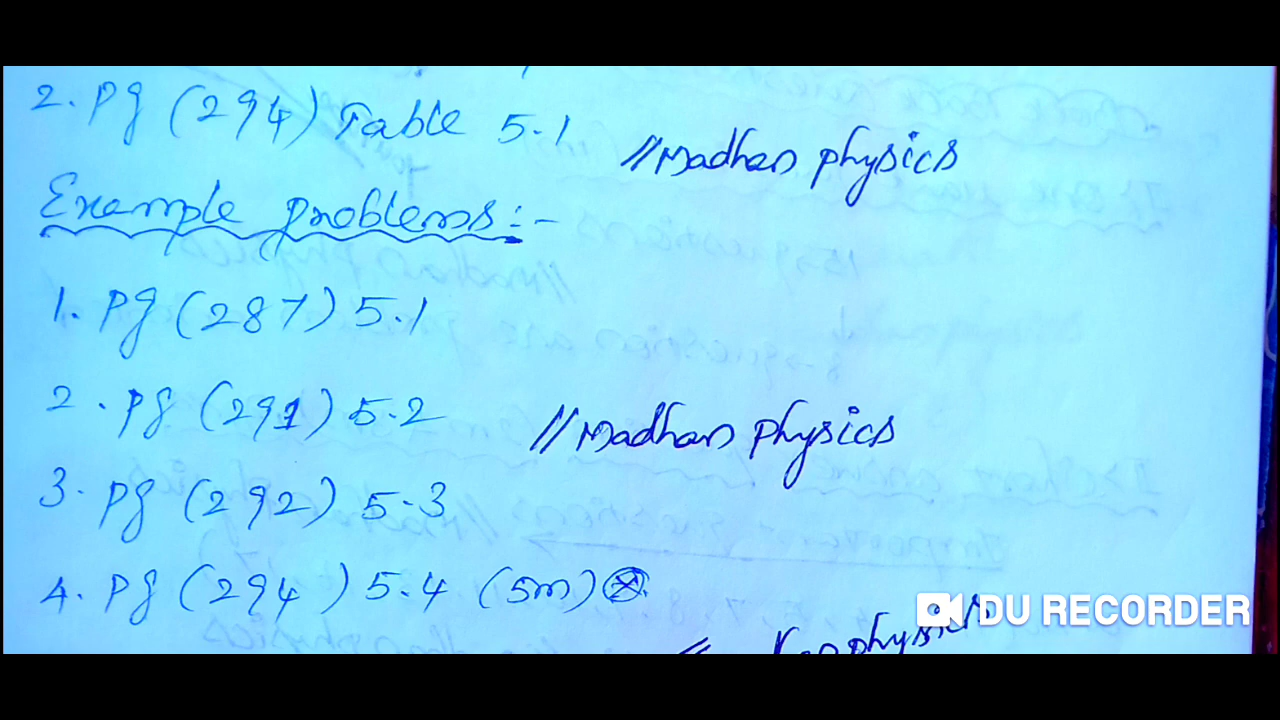 2. Pg (294) Table 5.1
//Madhan physics
Example problems:-
1. Pg (287) 5.1
2. Pg (291) 5.2
//Madhan physics
3. Pg (292) 5.3
4. Pg (294) 5.4 (5m)
DU RECORDER
// physics